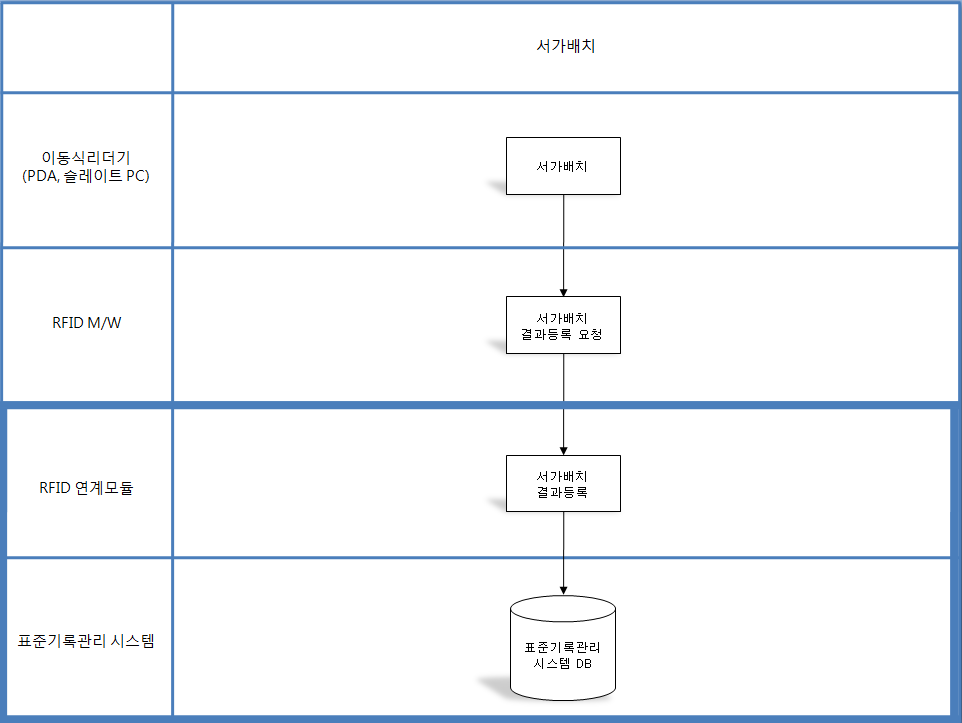 서가배치
이동식리더기
(PDA, 슬레이트 PC)
서가배치
RFID M/W
서가배치
결과등록 요청
RFID 연계모듈
서가배치
결과등록
표준기록관리 시스템
표준기록관리
시스템 DB